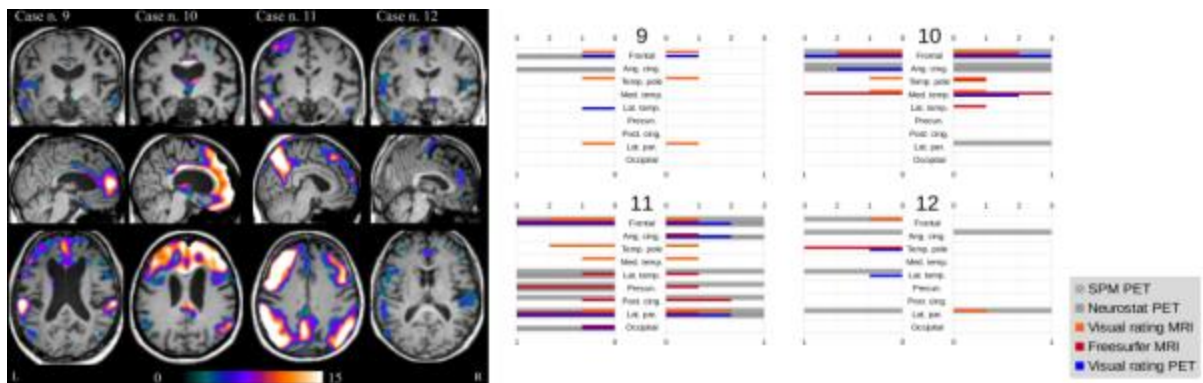 Case n. 9 Case n. 10 Case n. 11 Case n. 12
L 0 15 R
9
Frontal
Ang. cing.
Temp. pole
Med. temp.
Lat. temp.
Precun.
Post. cing.
Lat. par.
Occipital
10
Frontal
Ang. cing.
Temp. pole
Med. temp.
Lat. temp.
Precun.
Post. cing.
Lat. par.
Occipital
11
Frontal
Ang. cing.
Temp. pole
Med. temp.
Lat. temp.
Precun.
Post. cing.
Lat. par.
Occipital
12
Frontal
Ang. cing.
Temp. pole
Med. temp.
Lat. temp.
Precun.
Post. cing.
Lat. par.
Occipital
SPM PET
Neurostat PET
Visual rating MRI
Freesurfer MRI
Visual rating PET